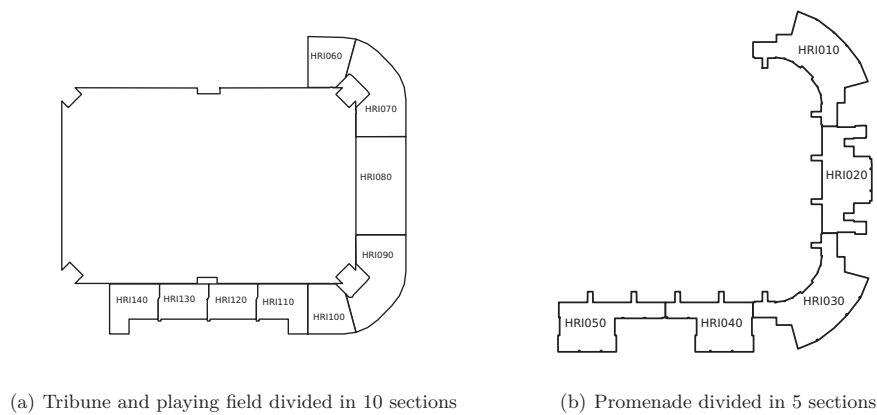 HRI060
HRI070
HRI080
HRI090
HRI140
HRI130
HRI120
HRI110
HRI100
HRI010
HRI020
HRI030
HRI050
HRI040
(a) Tribune and playing field divided in 10 sections
(b) Promenade divided in 5 sections